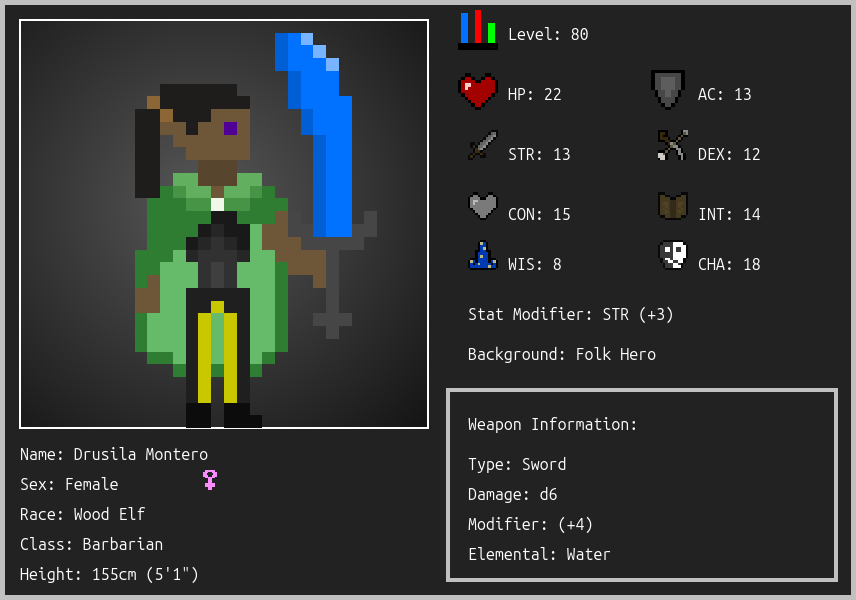 Level: 80
HP: 22
AC: 13
STR: 13
DEX: 12
CON: 15
INT: 14
WIS: 8
CHA: 18
Stat Modifier: STR (+3)
Background: Folk Hero
Weapon Information:
Type: Sword
Damage: d6
Modifier: (+4)
Elemental: Water
Name: Drusila Montero
Sex: Female
Race: Wood Elf
Class: Barbarian
Height: 155cm (5'1")